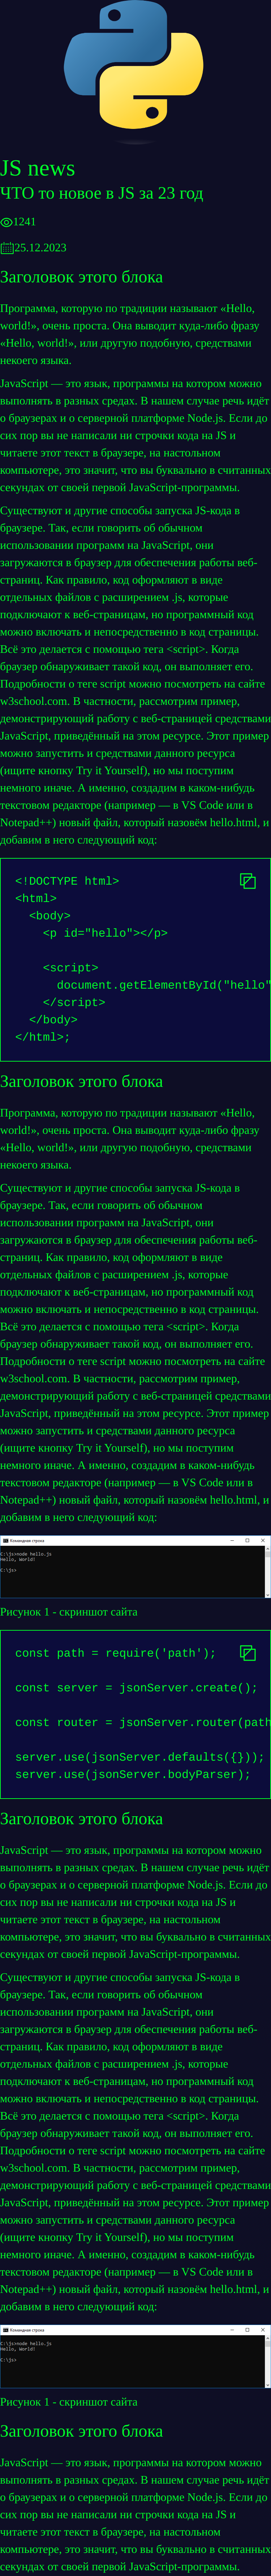 JS news
ЧТО то новое в JS за 23 год
1241
25.12.2023
Заголовок этого блока
Программа, которую по традиции называют «Hello,
world!», очень проста. Она выводит куда-либо фразу
«Hello, world!», или другую подобную, средствами
некоего языка.
JavaScript — это язык, программы на котором можно
выполнять в разных средах. В нашем случае речь идёт
о браузерах и о серверной платформе Node.js. Если до
сих пор вы не написали ни строчки кода на JS и
читаете этот текст в браузере, на настольном
компьютере, это значит, что вы буквально в считанных
секундах от своей первой JavaScript-программы.
Существуют и другие способы запуска JS-кода в
браузере. Так, если говорить об обычном
использовании программ на JavaScript, они
загружаются в браузер для обеспечения работы веб-
страниц. Как правило, код оформляют в виде
отдельных файлов с расширением .js, которые
подключают к веб-страницам, но программный код
можно включать и непосредственно в код страницы.
Всё это делается с помощью тега <script>. Когда
браузер обнаруживает такой код, он выполняет его.
Подробности о теге script можно посмотреть на сайте
w3school.com. В частности, рассмотрим пример,
демонстрирующий работу с веб-страницей средствами
JavaScript, приведённый на этом ресурсе. Этот пример
можно запустить и средствами данного ресурса
(ищите кнопку Try it Yourself), но мы поступим
немного иначе. А именно, создадим в каком-нибудь
текстовом редакторе (например — в VS Code или в
Notepad++) новый файл, который назовём hello.html, и
добавим в него следующий код:
<!DOCTYPE html>
<html>
<body>
<p id="hello"></p>
<script>
document.getElementById("hello"
</script>
</body>
</html>;
Заголовок этого блока
Программа, которую по традиции называют «Hello,
world!», очень проста. Она выводит куда-либо фразу
«Hello, world!», или другую подобную, средствами
некоего языка.
Существуют и другие способы запуска JS-кода в
браузере. Так, если говорить об обычном
использовании программ на JavaScript, они
загружаются в браузер для обеспечения работы веб-
страниц. Как правило, код оформляют в виде
отдельных файлов с расширением .js, которые
подключают к веб-страницам, но программный код
можно включать и непосредственно в код страницы.
Всё это делается с помощью тега <script>. Когда
браузер обнаруживает такой код, он выполняет его.
Подробности о теге script можно посмотреть на сайте
w3school.com. В частности, рассмотрим пример,
демонстрирующий работу с веб-страницей средствами
JavaScript, приведённый на этом ресурсе. Этот пример
можно запустить и средствами данного ресурса
(ищите кнопку Try it Yourself), но мы поступим
немного иначе. А именно, создадим в каком-нибудь
текстовом редакторе (например — в VS Code или в
Notepad++) новый файл, который назовём hello.html, и
добавим в него следующий код:
Командная строка
C:\js>node hello.js
Hello, World!
C:\js>
Рисунок 1 - скриншот сайта
const path = require('path');
const server = jsonServer.create();
const router = jsonServer.router(path
server.use(jsonServer.defaults({}));
server.use(jsonServer.bodyParser);
Заголовок этого блока
JavaScript — это язык, программы на котором можно
выполнять в разных средах. В нашем случае речь идёт
о браузерах и о серверной платформе Node.js. Если до
сих пор вы не написали ни строчки кода на JS и
читаете этот текст в браузере, на настольном
компьютере, это значит, что вы буквально в считанных
секундах от своей первой JavaScript-программы.
Существуют и другие способы запуска JS-кода в
браузере. Так, если говорить об обычном
использовании программ на JavaScript, они
загружаются в браузер для обеспечения работы веб-
страниц. Как правило, код оформляют в виде
отдельных файлов с расширением .js, которые
подключают к веб-страницам, но программный код
можно включать и непосредственно в код страницы.
Всё это делается с помощью тега <script>. Когда
браузер обнаруживает такой код, он выполняет его.
Подробности о теге script можно посмотреть на сайте
w3school.com. В частности, рассмотрим пример,
демонстрирующий работу с веб-страницей средствами
JavaScript, приведённый на этом ресурсе. Этот пример
можно запустить и средствами данного ресурса
(ищите кнопку Try it Yourself), но мы поступим
немного иначе. А именно, создадим в каком-нибудь
текстовом редакторе (например — в VS Code или в
Notepad++) новый файл, который назовём hello.html, и
добавим в него следующий код:
Командная строка
C:\js>node hello.js
Hello, World!
C:\js>
Рисунок 1 - скриншот сайта
Заголовок этого блока
JavaScript — это язык, программы на котором можно
выполнять в разных средах. В нашем случае речь идёт
о браузерах и о серверной платформе Node.js. Если до
сих пор вы не написали ни строчки кода на JS и
читаете этот текст в браузере, на настольном
компьютере, это значит, что вы буквально в считанных
секундах от своей первой JavaScript-программы.